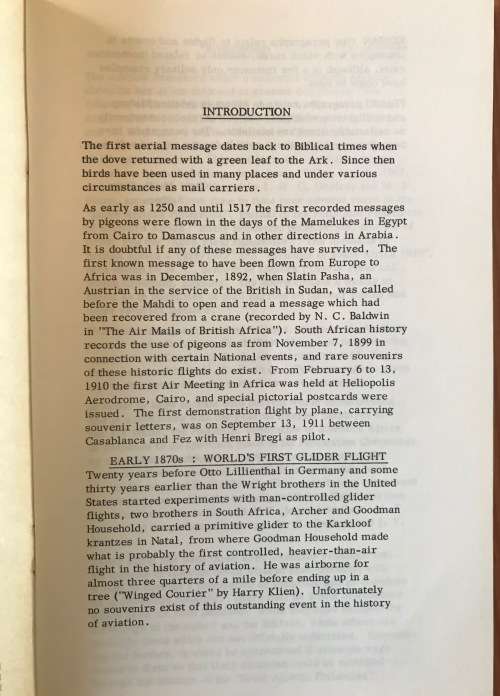 INTRODUCTION
The first aerial message dates back to Biblical times when
the dove returned with a green leaf to the Ark. Since then
birds have been used in many places and under various
circumstances as mail carriers.
As early as 1250 and until 1517 the first recorded messages
by pigeons were flown in the days of the Mamelukes in Egypt
from Cairo to Damascus and in other directions in Arabia.
It is doubtful if any of these messages have survived. The
first known message to have been flown from Europe to
Africa was in December, 1892, when Slatin Pasha, an
Austrian in the service of the British in Sudan, was called
before the Mahdi to open and read a message which had
been recovered from a crane (recorded by N. C. Baldwin
in "The Air Mails of British Africa"). South African history
records the use of pigeons as from November 7, 1899 in
connection with certain National events, and rare souvenirs
of these historic flights do exist. From February 6 to 13,
1910 the first Air Meeting in Africa was held at Heliopolis
Aerodrome, Cairo, and special pictorial postcards were
issued. The first demonstration flight by plane, carrying
souvenir letters, was on September 13, 1911 between
Casablanca and Fez with Henri Bregi as pilot.
EARLY 1870s : WORLD'S FIRST GLIDER FLIGHT
Twenty years before Otto Lillienthal in Germany and some
thirty years earlier than the Wright brothers in the United
States started experiments with man-controlled glider
flights, two brothers in South Africa, Archer and Goodman
Household, carried a primitive glider to the Karkloof
krantzes in Natal, from where Goodman Household made
what is probably the first controlled, heavier-than-air
flight in the history of aviation. He was airborne for
almost three quarters of a mile before ending up in a
tree ("Winged Courier" by Harry Klien). Unfortunately
no souvenirs exist of this outstanding event in the history
of aviation.